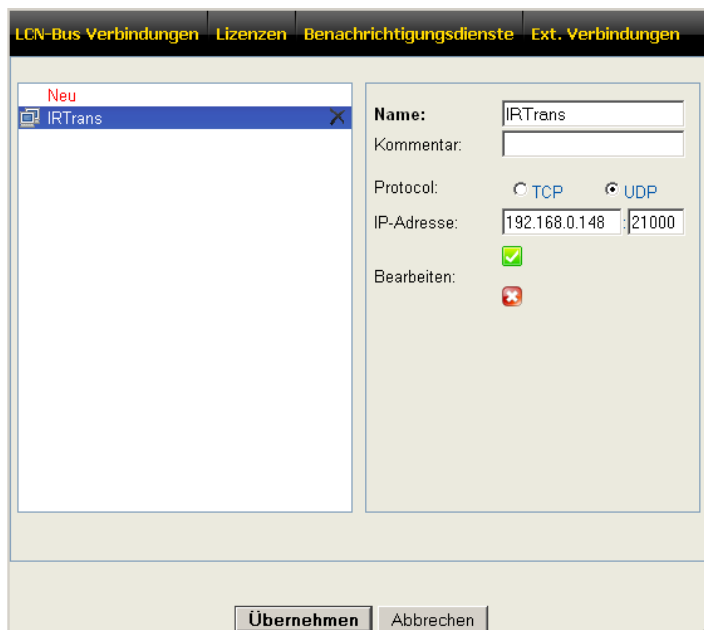 LCN-Bus Verbindungen Lizenzen Benachrichtigungsdienste Ext. Verbindungen
Neu
IRTrans
Name: IRTrans
Kommentar:
Protocol: TCP UDP
IP-Adresse: 192.168.0.148 : 21000
Bearbeiten:
Übernehmen Abbrechen